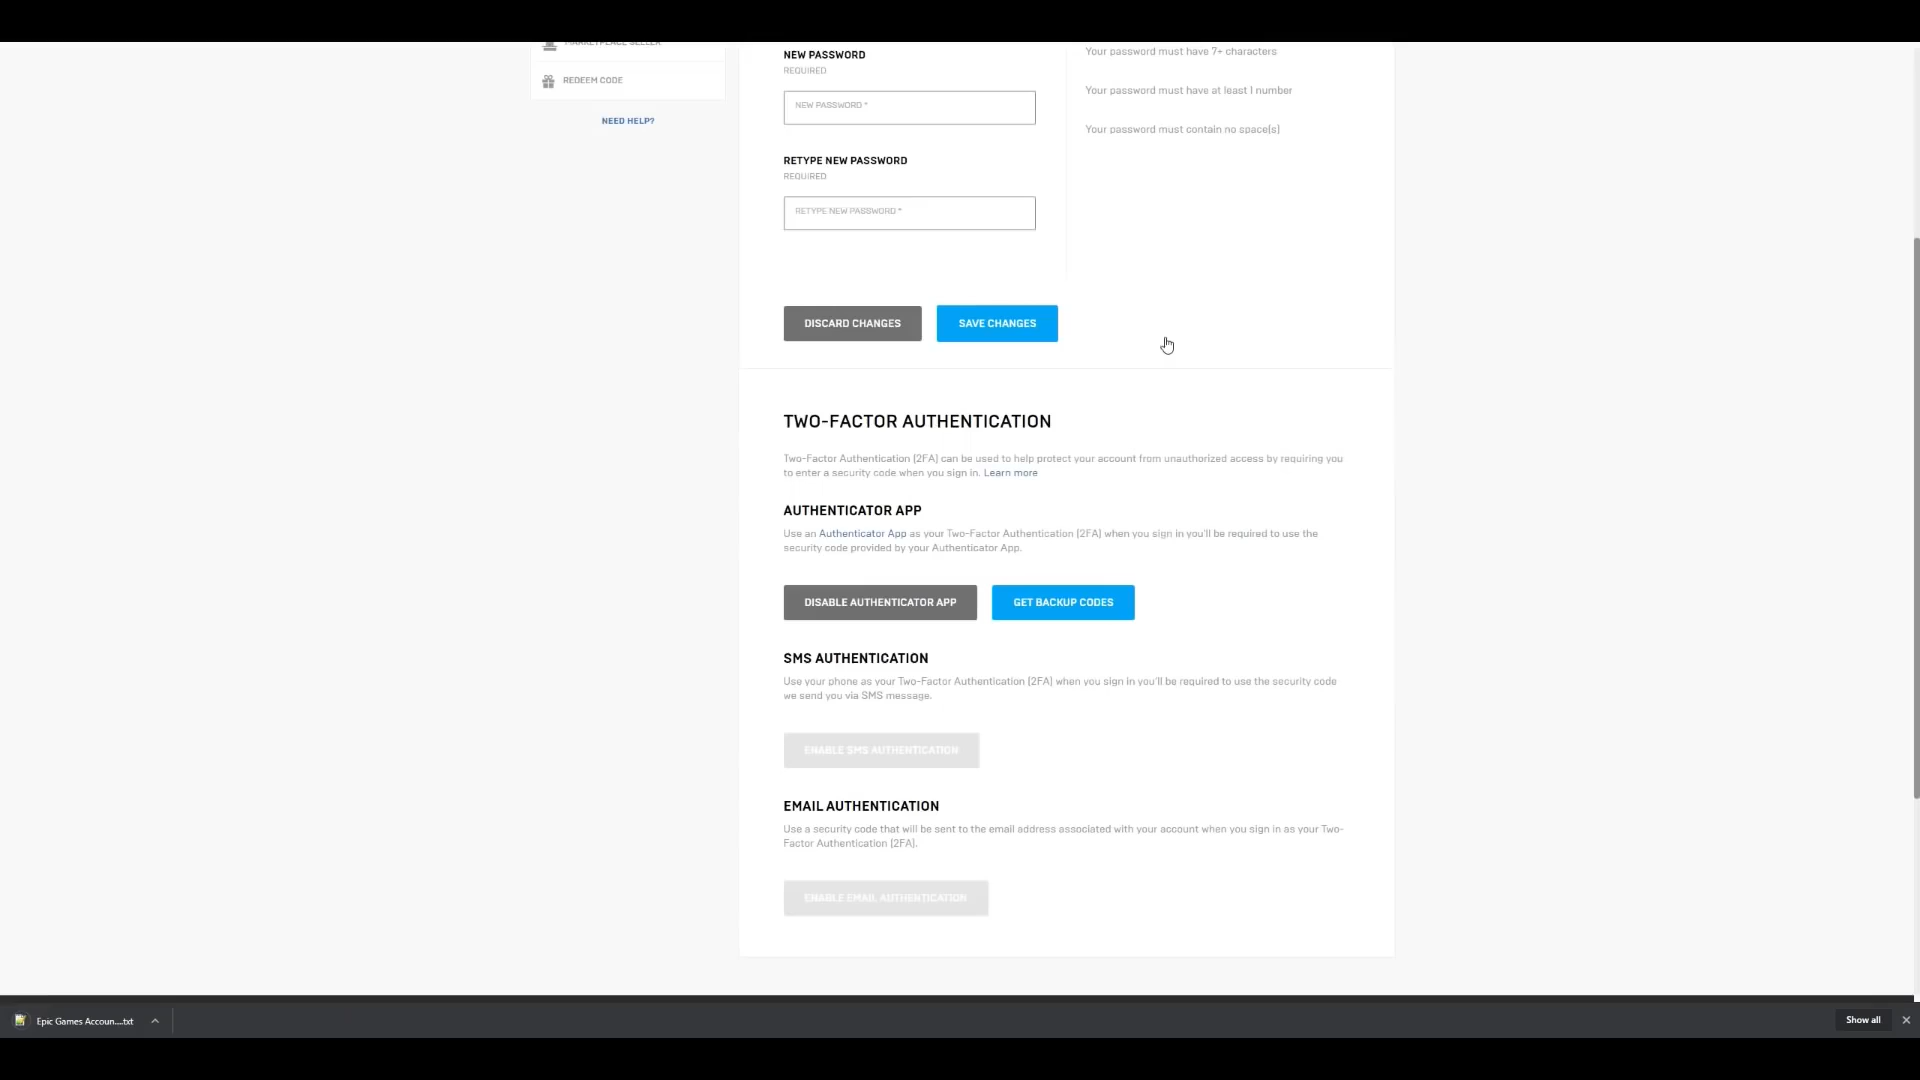 MARKETPLACE SELLER
REDEEM CODE
NEED HELP?
NEW PASSWORD
REQUIRED
NEW PASSWORD *
RETYPE NEW PASSWORD
REQUIRED
RETYPE NEW PASSWORD *
Your password must have 7+ characters
Your password must have at least 1 number
Your password must contain no space(s)
DISCARD CHANGES
SAVE CHANGES
TWO-FACTOR AUTHENTICATION
Two-Factor Authentication (2FA) can be used to help protect your account from unauthorized access by requiring you
to enter a security code when you sign in. Learn more
AUTHENTICATOR APP
Use an Authenticator App as your Two-Factor Authentication (2FA) when you sign in you'll be required to use the
security code provided by your Authenticator App.
DISABLE AUTHENTICATOR APP
GET BACKUP CODES
SMS AUTHENTICATION
Use your phone as your Two-Factor Authentication (2FA) when you sign in you'll be required to use the security code
we send you via SMS message.
ENABLE SMS AUTHENTICATION
EMAIL AUTHENTICATION
Use a security code that will be sent to the email address associated with your account when you sign in as your Two-
Factor Authentication (2FA).
ENABLE EMAIL AUTHENTICATION
Epic Games Accoun....txt
Show all